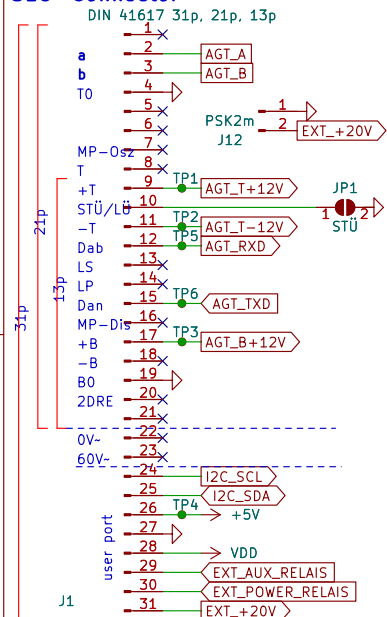 DIN 41617 31p, 21p, 13p
1
a 2 AGT_A
b 3 AGT_B
T0 4
5
6
MP-Osz 7
T 8
+T 9 TP1 AGT_T+12V
STÜ/LÜ 10
-T 11 TP2 AGT_T-12V
Dab 12 TP5 AGT_RXD
LS 13
LP 14
Dan 15 TP6 AGT_TXD
MP-Dis 16
+B 17 TP3 AGT_B+12V
-B 18
B0 19
2DRE 20
21
0V~ 22
60V~ 23
24 I2C_SCL
25 I2C_SDA
26 TP4 +5V
27
28 VDD
29 EXT_AUX_RELAIS
30 EXT_POWER_RELAIS
31 EXT_+20V
PSK2m
J12
1
2 EXT_+20V
JP1
1 2
STÜ
31p
21p
13p
user port
J1